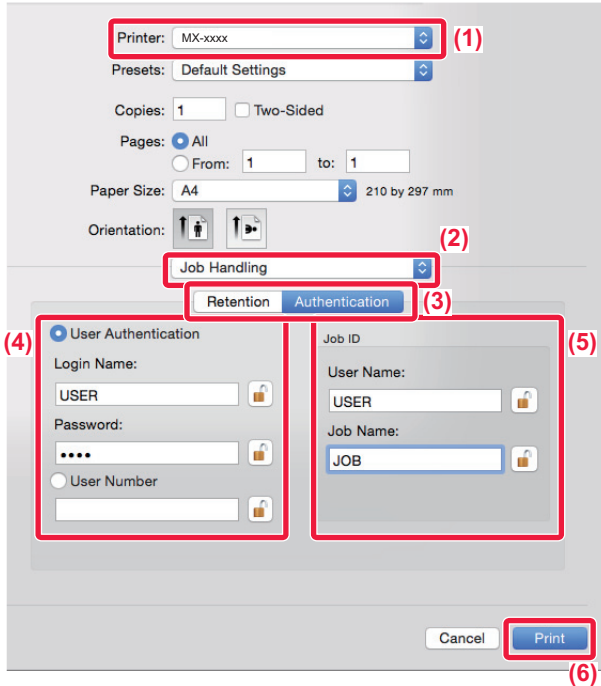 Printer: MX-xxxx (1)
Presets: Default Settings
Copies: 1 Two-Sided
Pages: All
From: 1 to: 1
Paper Size: A4 210 by 297 mm
Orientation:
(2)
Job Handling
Retention Authentication (3)
(4) User Authentication
Login Name:
USER
Password:
••••
User Number
Job ID (5)
User Name:
USER
Job Name:
JOB
Cancel Print
(6)